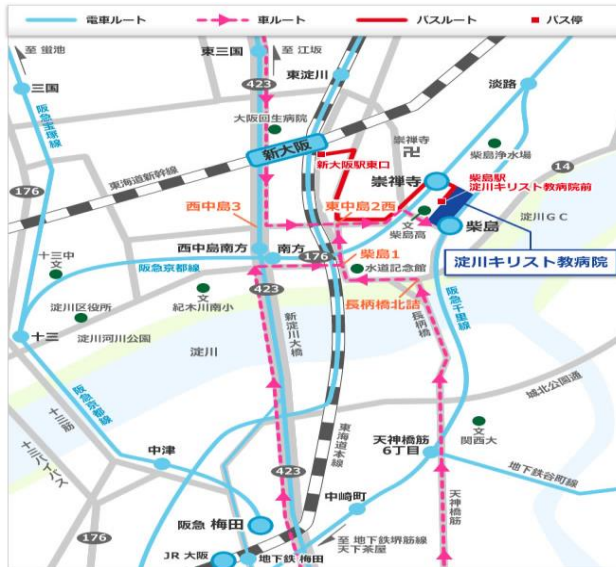 電車ルート
車ルート
バスルート
バス停
至 蛍池
東三国
至 江坂
423
東淀川
淡路
三国
阪急宝塚線
大阪回生病院
崇禅寺
卍
柴島浄水場
新大阪
新大阪駅東口
176
東海道新幹線
崇禅寺
柴島駅
淀川キリスト教病院前
14
西中島3
東中島2西
文
柴島高
柴島
淀川GC
西中島南方
南方
176
柴島1
淀川キリスト教病院
十三中
文
阪急京都線
水道記念館
淀川区役所
文
紀木川南小
423
長柄橋北詰
淀川河川公園
新淀川大橋
長柄橋
阪急千里線
十三
淀川
城北公園通
阪急京都線
十三筋
十三バイパス
東海道本線
文
関西大
中津
天神橋筋
6丁目
423
地下鉄谷町線
中崎町
天神橋筋
176
阪急 梅田
至 地下鉄堺筋線
天下茶屋
JR 大阪
地下鉄 梅田